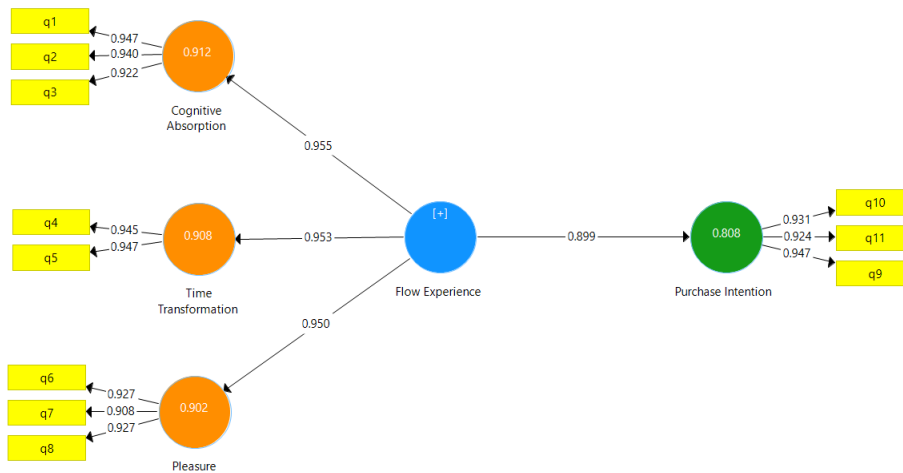 q1
q2
q3
0.947
0.940
0.922
0.912
Cognitive
Absorption
0.955
q4
q5
0.945
0.947
0.908
Time
Transformation
0.953
[+]
Flow Experience
0.899
0.808
Purchase Intention
0.931
0.924
0.947
q10
q11
q9
0.950
q6
q7
q8
0.927
0.908
0.927
0.902
Pleasure